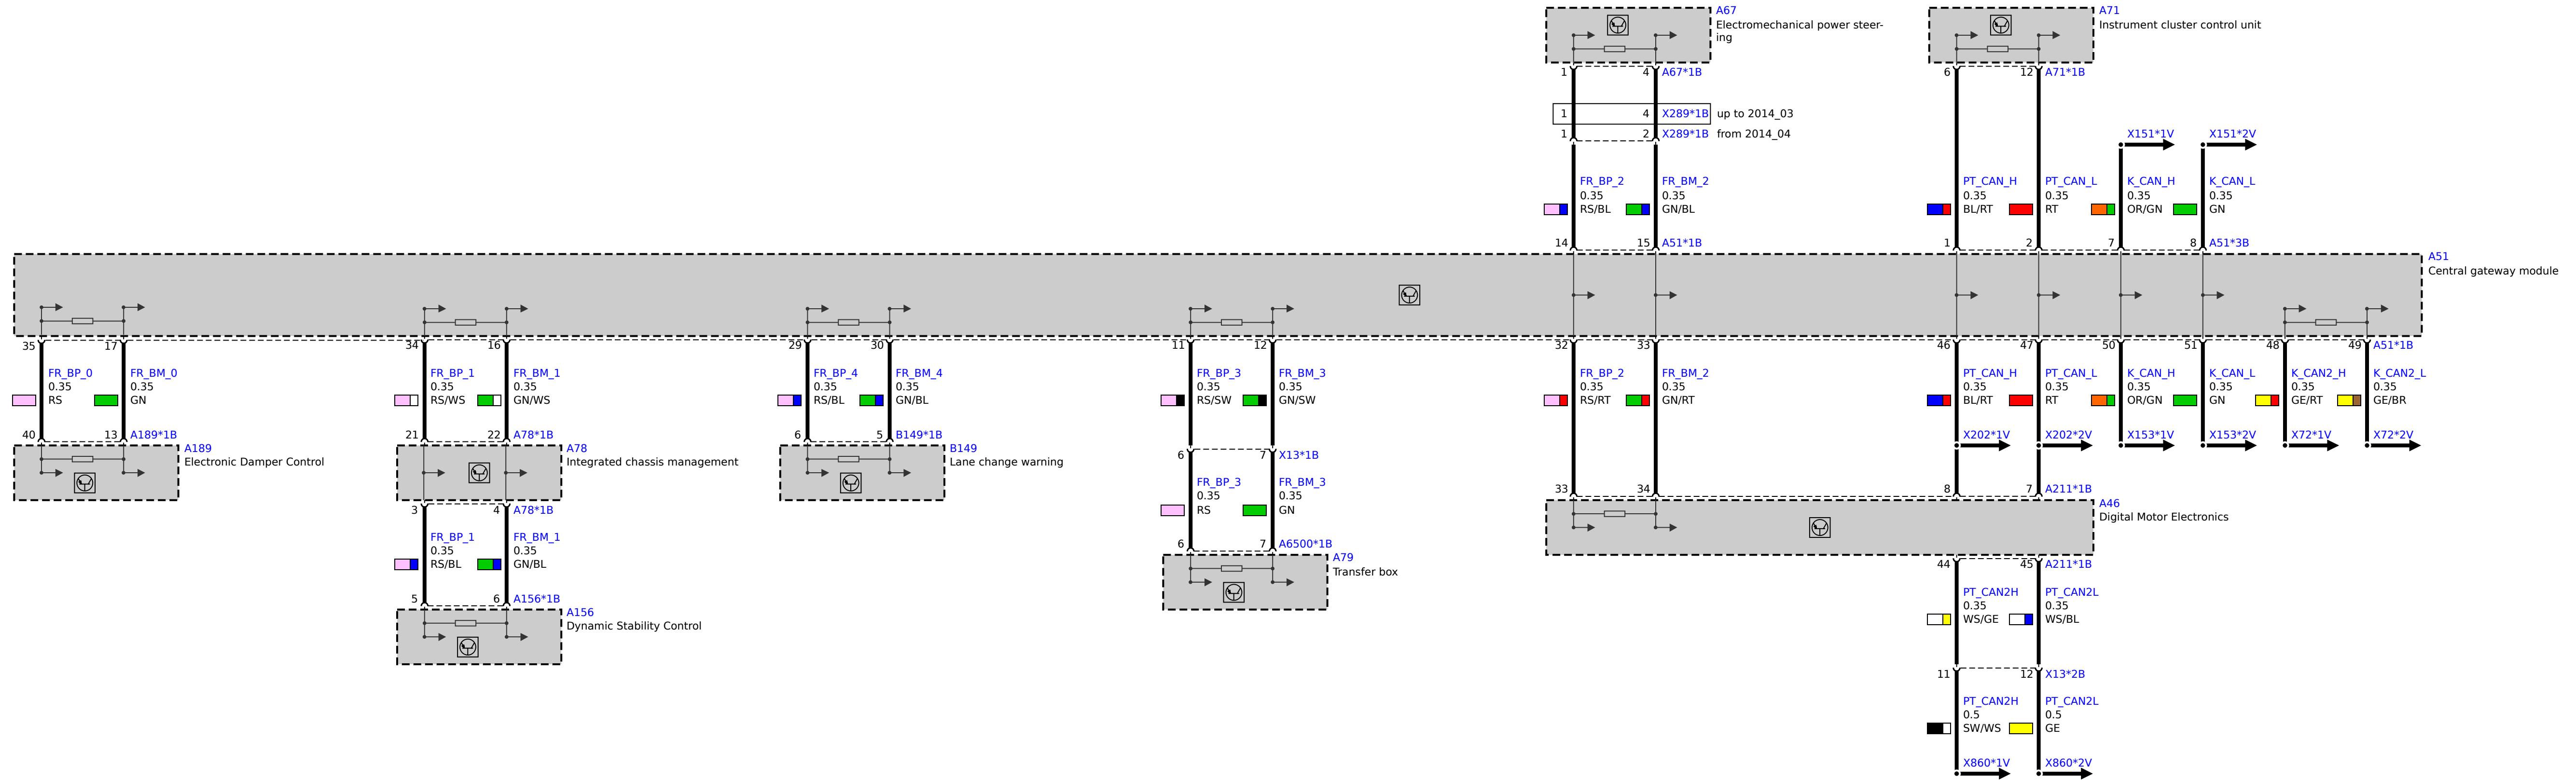 A67
Electromechanical power steer-
ing
A71
Instrument cluster control unit
1 4 A67*1B
6 12 A71*1B
1 4 X289*1B up to 2014_03
1 2 X289*1B from 2014_04
X151*1V X151*2V
FR_BP_2 FR_BM_2 PT_CAN_H PT_CAN_L K_CAN_H K_CAN_L
0.35 0.35 0.35 0.35 0.35 0.35
RS/BL GN/BL BL/RT RT OR/GN GN
14 15 A51*1B 1 2 7 8 A51*3B
A51
Central gateway module
35 17 34 16 29 30 11 12 32 33 46 47 50 51 48 49 A51*1B
FR_BP_0 FR_BM_0 FR_BP_1 FR_BM_1 FR_BP_4 FR_BM_4 FR_BP_3 FR_BM_3 FR_BP_2 FR_BM_2 PT_CAN_H PT_CAN_L K_CAN_H K_CAN_L K_CAN2_H K_CAN2_L
0.35 0.35 0.35 0.35 0.35 0.35 0.35 0.35 0.35 0.35 0.35 0.35 0.35 0.35 0.35 0.35
RS GN RS/WS GN/WS RS/BL GN/BL RS/SW GN/SW RS/RT GN/RT BL/RT RT OR/GN GN GE/RT GE/BR
40 13 A189*1B 21 22 A78*1B 6 5 B149*1B X202*1V X202*2V X153*1V X153*2V X72*1V X72*2V
A189
Electronic Damper Control
A78
Integrated chassis management
B149
Lane change warning
6 7 X13*1B
FR_BP_3 FR_BM_3
0.35 0.35
RS GN
33 34 8 7 A211*1B
A46
Digital Motor Electronics
3 4 A78*1B
FR_BP_1 FR_BM_1
0.35 0.35
RS/BL GN/BL
6 7 A6500*1B
A79
Transfer box
5 6 A156*1B
A156
Dynamic Stability Control
44 45 A211*1B
PT_CAN2H PT_CAN2L
0.35 0.35
WS/GE WS/BL
11 12 X13*2B
PT_CAN2H PT_CAN2L
0.5 0.5
SW/WS GE
X860*1V X860*2V